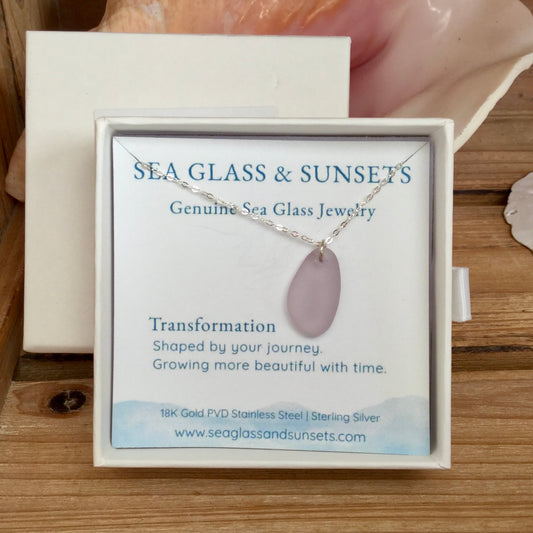 SEA GLASS & SUNSETS
Genuine Sea Glass Jewelry
Transformation
Shaped by your journey.
Growing more beautiful with time.
18K Gold PVD Stainless Steel | Sterling Silver
www.seaglassandsunsets.com